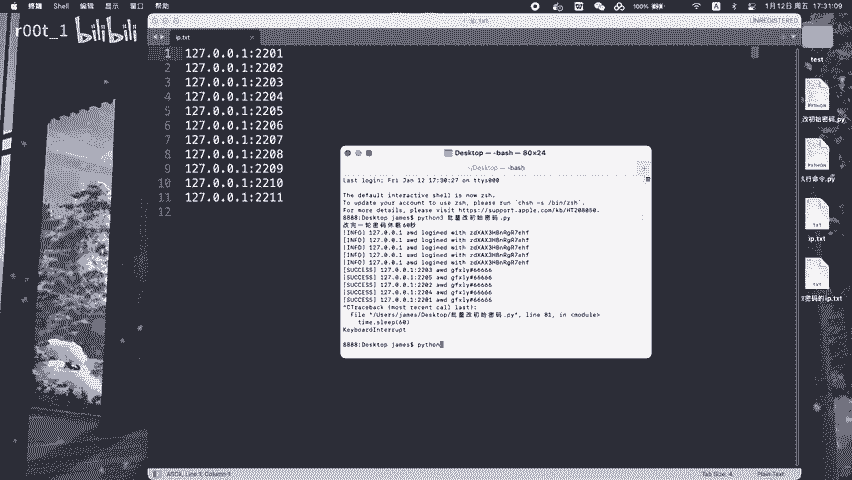 终端 Shell 编辑 显示 窗口 帮助
100%
A
1月12日 周五 17:31:09
r00t_1 bilibili
ip.txt
UNREGISTERED
ip.txt
1 127.0.0.1:2201
2 127.0.0.1:2202
3 127.0.0.1:2203
4 127.0.0.1:2204
5 127.0.0.1:2205
6 127.0.0.1:2206
7 127.0.0.1:2207
8 127.0.0.1:2208
9 127.0.0.1:2209
10 127.0.0.1:2210
11 127.0.0.1:2211
12
Desktop — -bash — 80×24
~/Desktop — -bash
Last login: Fri Jan 12 17:30:27 on ttys000
The default interactive shell is now zsh.
To update your account to use zsh, please run `chsh -s /bin/zsh`.
For more details, please visit https://support.apple.com/kb/HT208050.
8808:Desktop james$ python3 批量改初始密码.py
改完一轮密码休息60秒
[INFO] 127.0.0.1 awd logined with zdXAX3HBnRgR7ehf
[INFO] 127.0.0.1 awd logined with zdXAX3HBnRgR7ehf
[INFO] 127.0.0.1 awd logined with zdXAX3HBnRgR7ehf
[INFO] 127.0.0.1 awd logined with zdXAX3HBnRgR7ehf
[INFO] 127.0.0.1 awd logined with zdXAX3HBnRgR7ehf
[SUCCESS] 127.0.0.1:2203 awd gfxly#66666
[SUCCESS] 127.0.0.1:2205 awd gfxly#66666
[SUCCESS] 127.0.0.1:2202 awd gfxly#66666
[SUCCESS] 127.0.0.1:2204 awd gfxly#66666
[SUCCESS] 127.0.0.1:2201 awd gfxly#66666
^CTraceback (most recent call last):
File "/Users/james/Desktop/批量改初始密码.py", line 81, in <module>
time.sleep(60)
KeyboardInterrupt
8808:Desktop james$ python
test
PYTHON
改初始密码.py
PYTHON
行命令.py
ip.txt
密码的ip.txt
ASCII, Line 1, Column 1
Tab Size: 4
Plain Text